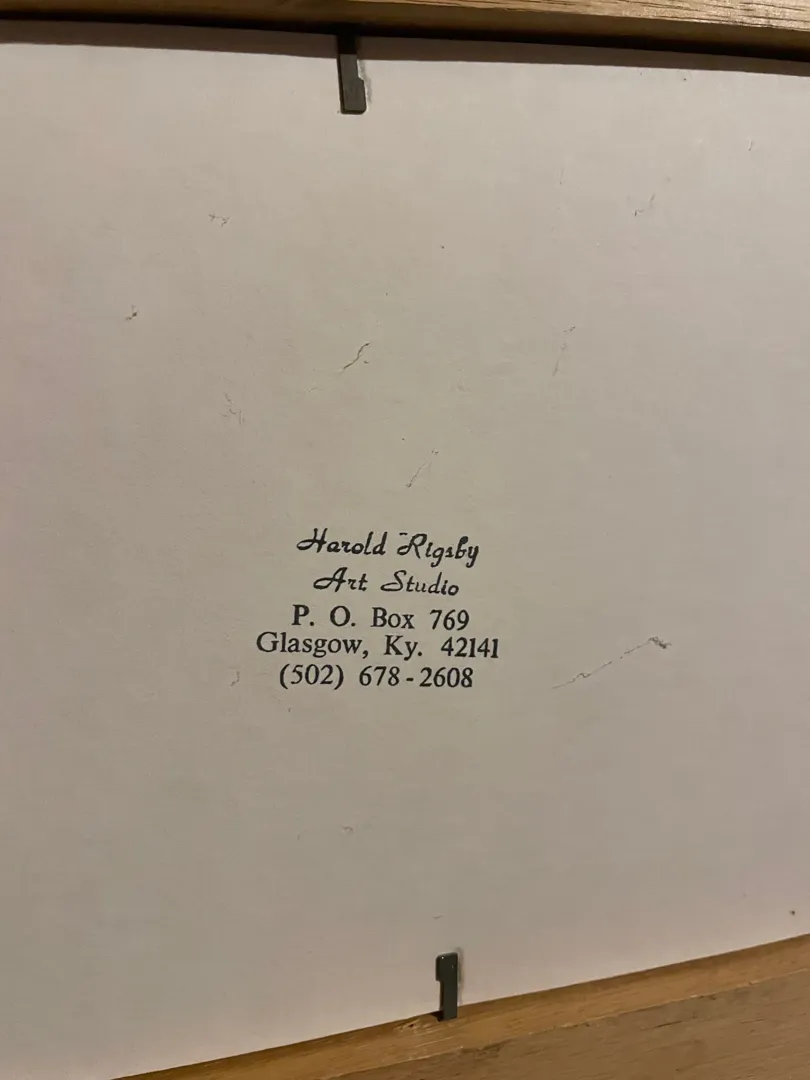 Harold Rigsby
Art Studio
P. O. Box 769
Glasgow, Ky. 42141
(502) 678-2608